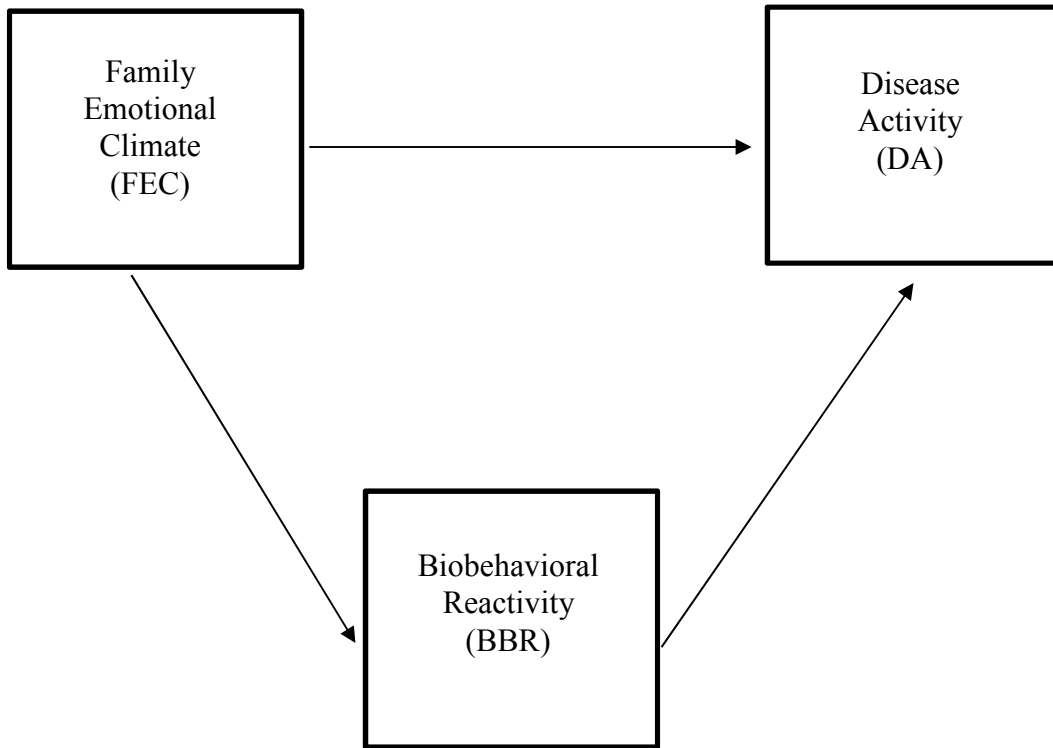 Family
Emotional
Climate
(FEC)
Disease
Activity
(DA)
Biobehavioral
Reactivity
(BBR)